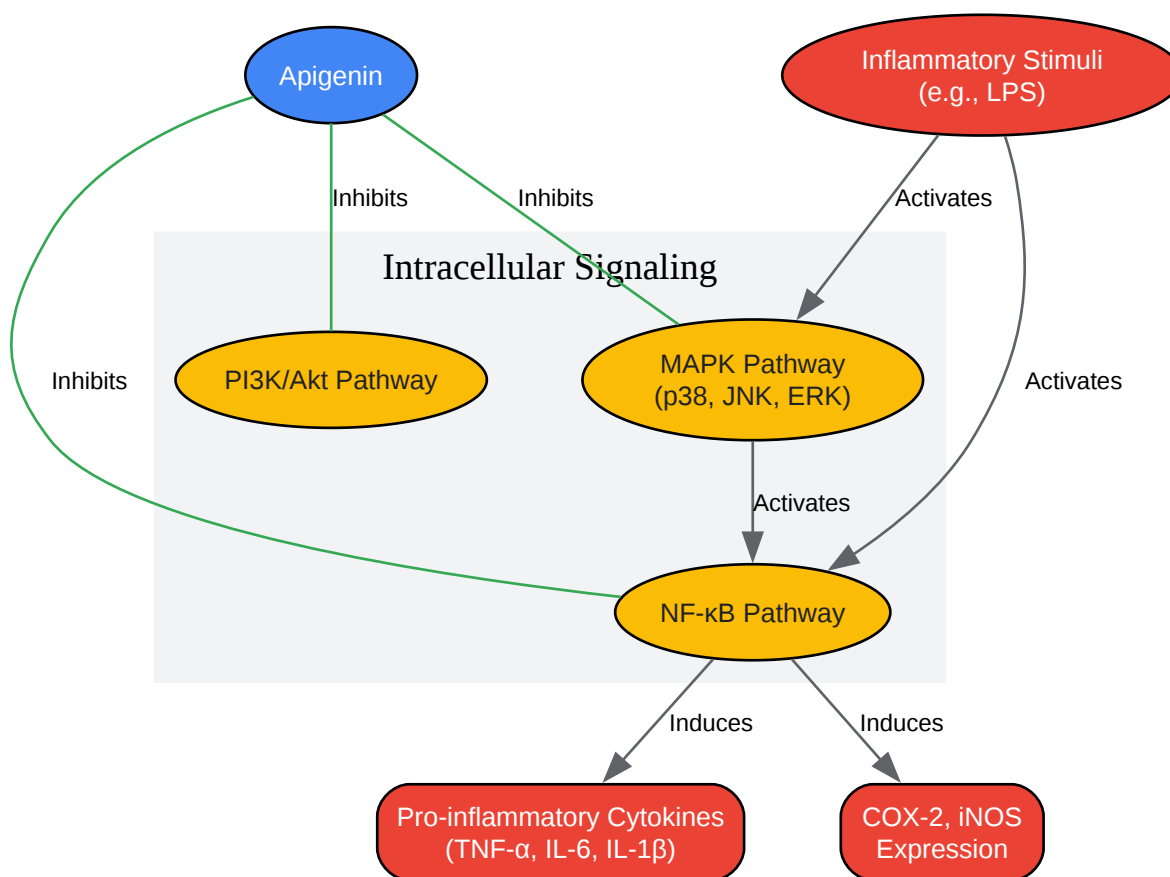 Apigenin
Inflammatory Stimuli
(e.g., LPS)
Inhibits
Inhibits
Activates
Intracellular Signaling
Inhibits
PI3K/Akt Pathway
MAPK Pathway
(p38, JNK, ERK)
Activates
Activates
NF-κB Pathway
Induces
Induces
Pro-inflammatory Cytokines
(TNF-α, IL-6, IL-1β)
COX-2, iNOS
Expression